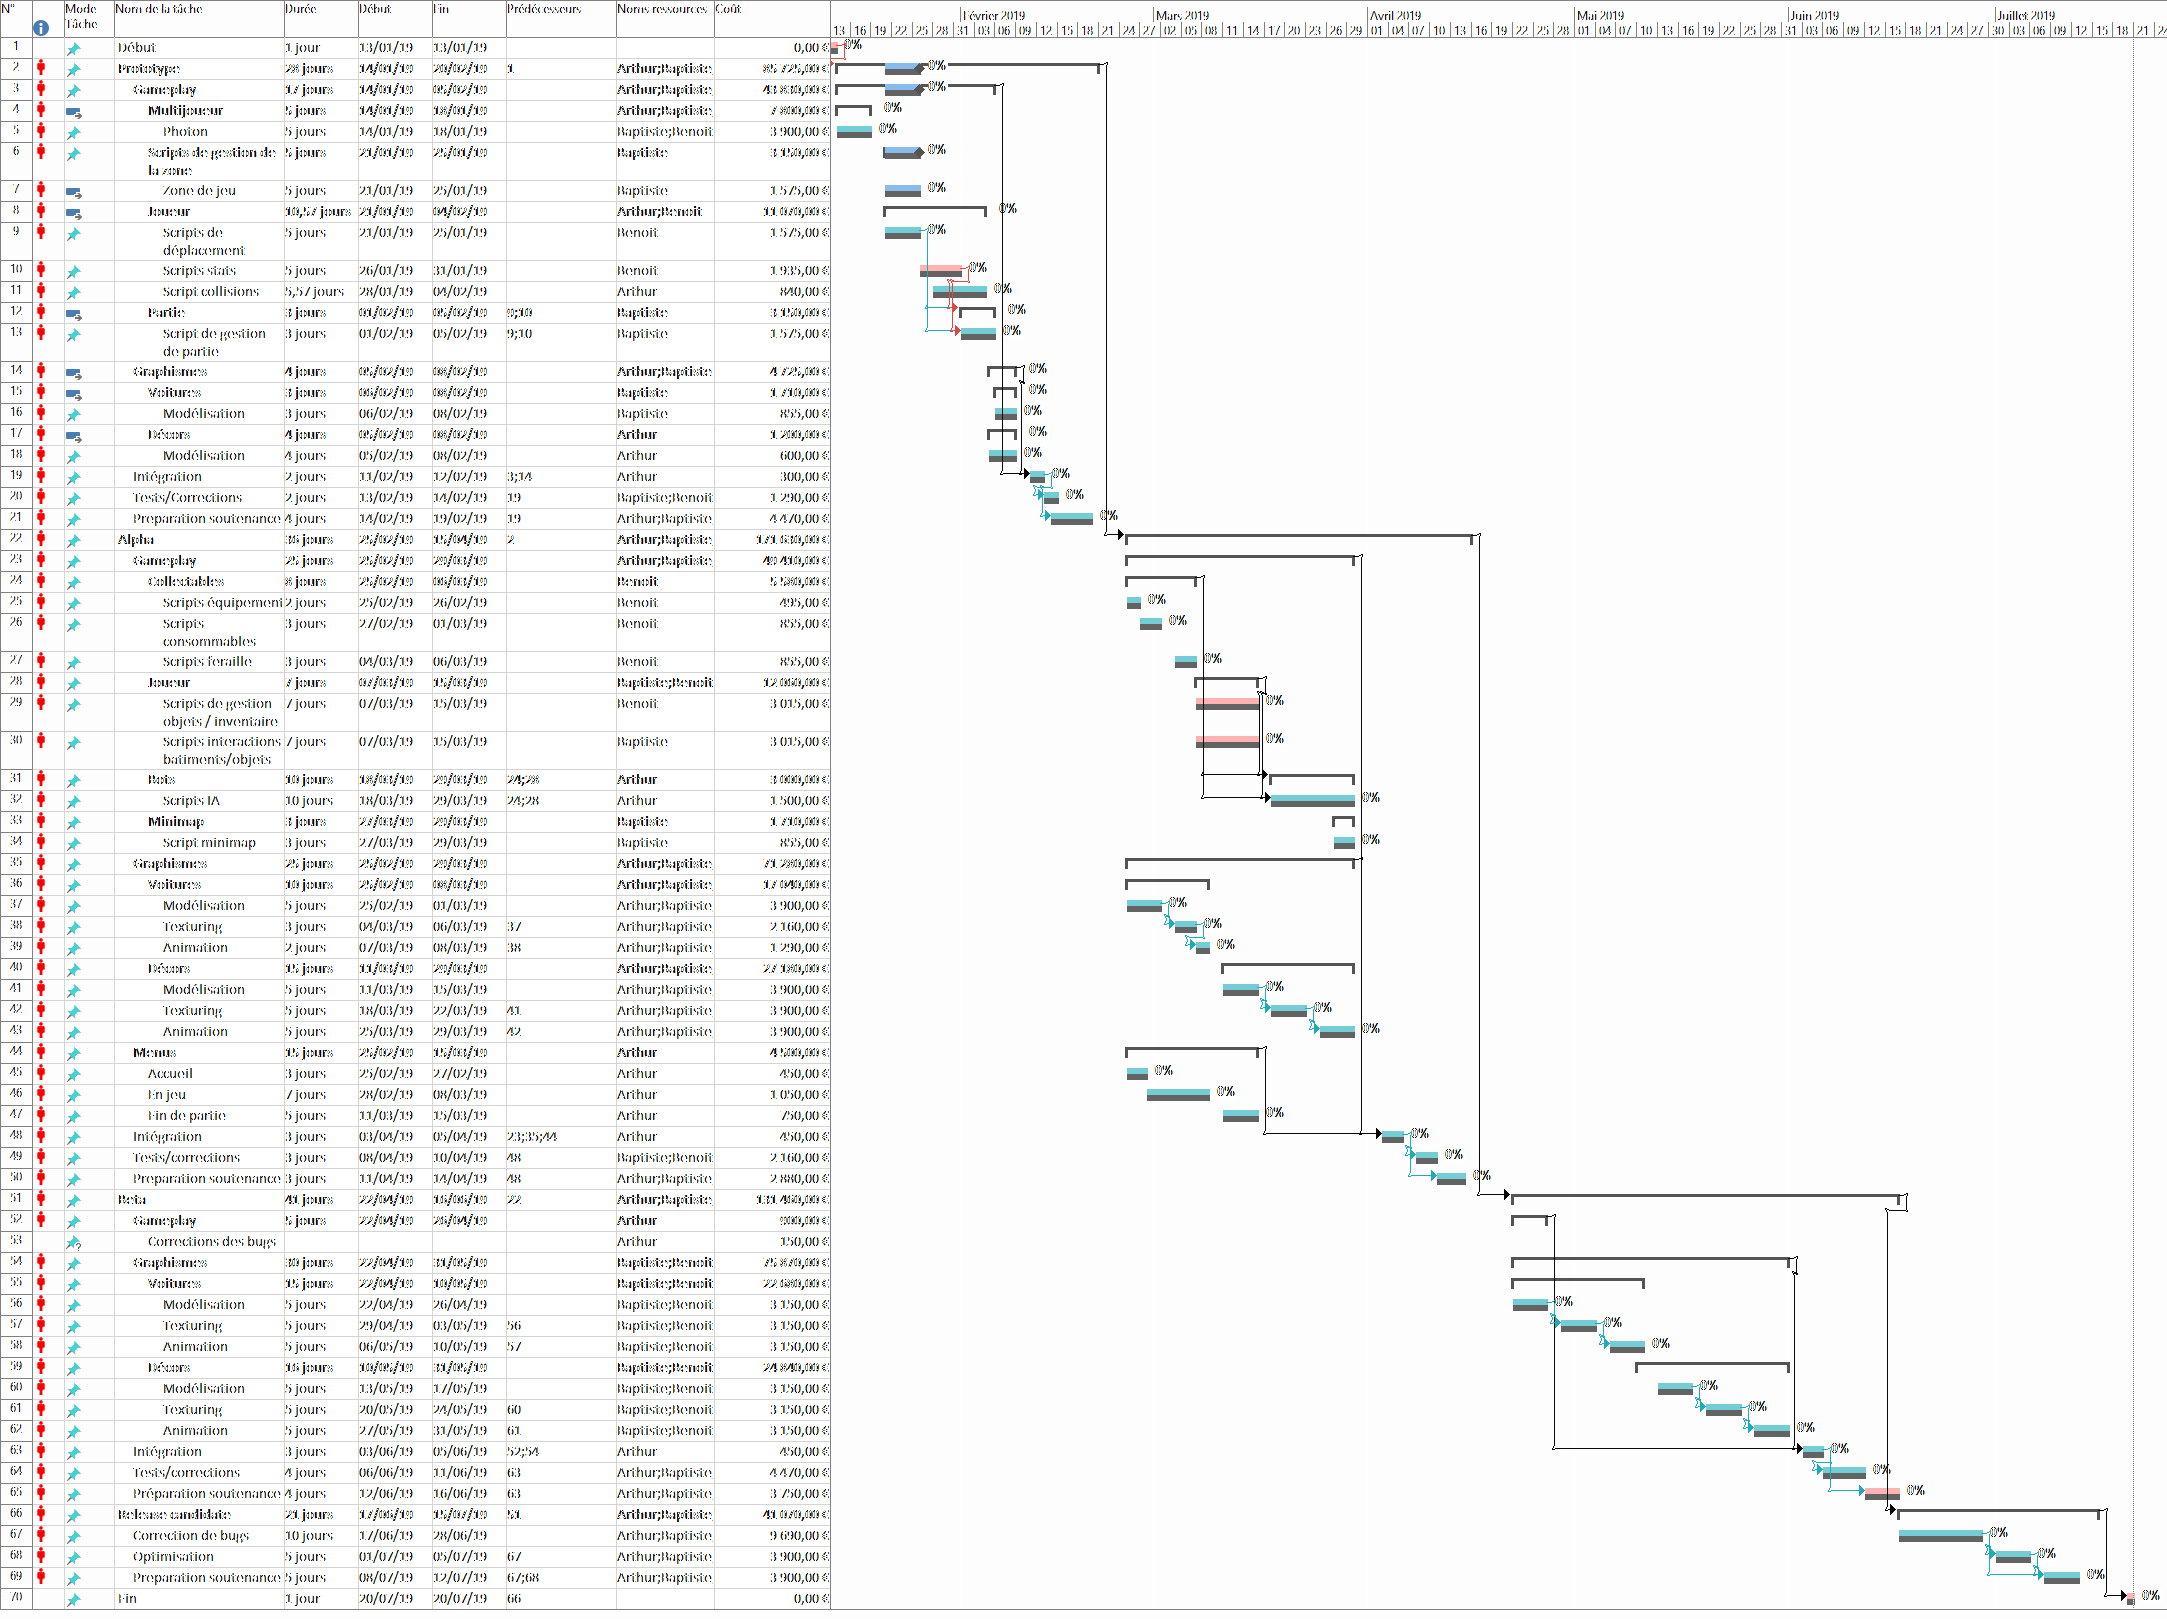 N° Mode Tâche Nom de la tâche Durée Début Fin Prédécesseurs Noms ressources Coût
Février 2019 Mars 2019 Avril 2019 Mai 2019 Juin 2019 Juillet 2019
13 16 19 22 25 28 31 03 06 09 12 15 18 21 24 27 02 05 08 11 14 17 20 23 26 29 01 04 07 10 13 16 19 22 25 28 01 04 07 10 13 16 19 22 25 28 31 03 06 09 12 15 18 21 24 27 30 03 06 09 12 15 18 21 24
1 Début 1 jour 13/01/19 13/01/19 0,00 € 0%
2 Prototype 28 jours 14/01/19 20/02/19 1 Arthur;Baptiste 0%
3 Gameplay 17 jours 14/01/19 05/02/19 Arthur;Baptiste 0%
4 Multijoueur 5 jours 14/01/19 18/01/19 Arthur;Baptiste 7 800,00 € 0%
5 Photon 5 jours 14/01/19 18/01/19 Baptiste;Benoit 3 900,00 € 0%
6 Scripts de gestion de la zone 5 jours 21/01/19 25/01/19 Baptiste 3 150,00 € 0%
7 Zone de jeu 5 jours 21/01/19 25/01/19 Baptiste 1 575,00 € 0%
8 Joueur 10,57 jours 21/01/19 04/02/19 Arthur;Benoit 0%
9 Scripts de déplacement 5 jours 21/01/19 25/01/19 Benoit 1 575,00 € 0%
10 Scripts stats 5 jours 26/01/19 31/01/19 Benoit 1 935,00 € 0%
11 Script collisions 5,57 jours 28/01/19 04/02/19 Arthur 840,00 € 0%
12 Partie 3 jours 01/02/19 05/02/19 9;10 Baptiste 3 150,00 € 0%
13 Script de gestion de partie 3 jours 01/02/19 05/02/19 9;10 Baptiste 1 575,00 € 0%
14 Graphismes 4 jours 05/02/19 08/02/19 Arthur;Baptiste 4 725,00 € 0%
15 Voitures 3 jours 06/02/19 08/02/19 Baptiste 1 710,00 € 0%
16 Modélisation 3 jours 06/02/19 08/02/19 Baptiste 855,00 € 0%
17 Décors 4 jours 05/02/19 08/02/19 Arthur 1 200,00 € 0%
18 Modélisation 4 jours 05/02/19 08/02/19 Arthur 600,00 € 0%
19 Intégration 2 jours 11/02/19 12/02/19 3;14 Arthur 300,00 € 0%
20 Tests/Corrections 2 jours 13/02/19 14/02/19 19 Baptiste;Benoit 1 290,00 € 0%
21 Preparation soutenance 4 jours 14/02/19 19/02/19 19 Arthur;Baptiste 4 470,00 € 0%
22 Alpha 36 jours 25/02/19 15/04/19 2 Arthur;Baptiste
23 Gameplay 25 jours 25/02/19 29/03/19 Arthur;Baptiste
24 Collectables 8 jours 25/02/19 06/03/19 Benoit
25 Scripts équipement 2 jours 25/02/19 26/02/19 Benoit 495,00 € 0%
26 Scripts consommables 3 jours 27/02/19 01/03/19 Benoit 855,00 € 0%
27 Scripts feraille 3 jours 04/03/19 06/03/19 Benoit 855,00 € 0%
28 Joueur 7 jours 07/03/19 15/03/19 Baptiste;Benoit 12 060,00 €
29 Scripts de gestion objets / inventaire 7 jours 07/03/19 15/03/19 Benoit 3 015,00 € 0%
30 Scripts interactions batiments/objets 7 jours 07/03/19 15/03/19 Baptiste 3 015,00 € 0%
31 Bots 10 jours 18/03/19 29/03/19 24;28 Arthur 3 000,00 €
32 Scripts IA 10 jours 18/03/19 29/03/19 24;28 Arthur 1 500,00 € 0%
33 Minimap 3 jours 27/03/19 29/03/19 Baptiste 1 710,00 €
34 Script minimap 3 jours 27/03/19 29/03/19 Baptiste 855,00 € 0%
35 Graphismes 25 jours 25/02/19 29/03/19 Arthur;Baptiste
36 Voitures 10 jours 25/02/19 08/03/19 Arthur;Baptiste
37 Modélisation 5 jours 25/02/19 01/03/19 Arthur;Baptiste 3 900,00 € 0%
38 Texturing 3 jours 04/03/19 06/03/19 37 Arthur;Baptiste 2 160,00 € 0%
39 Animation 2 jours 07/03/19 08/03/19 38 Arthur;Baptiste 1 290,00 € 0%
40 Décors 15 jours 11/03/19 29/03/19 Arthur;Baptiste
41 Modélisation 5 jours 11/03/19 15/03/19 Arthur;Baptiste 3 900,00 € 0%
42 Texturing 5 jours 18/03/19 22/03/19 41 Arthur;Baptiste 3 900,00 € 0%
43 Animation 5 jours 25/03/19 29/03/19 42 Arthur;Baptiste 3 900,00 € 0%
44 Menus 15 jours 25/02/19 15/03/19 Arthur 4 500,00 €
45 Accueil 3 jours 25/02/19 27/02/19 Arthur 450,00 € 0%
46 En jeu 7 jours 28/02/19 08/03/19 Arthur 1 050,00 € 0%
47 Fin de partie 5 jours 11/03/19 15/03/19 Arthur 750,00 € 0%
48 Intégration 3 jours 03/04/19 05/04/19 23;35;44 Arthur 450,00 € 0%
49 Tests/corrections 3 jours 08/04/19 10/04/19 48 Baptiste;Benoit 2 160,00 € 0%
50 Preparation soutenance 3 jours 11/04/19 14/04/19 48 Arthur;Baptiste 2 880,00 € 0%
51 Beta 41 jours 22/04/19 16/06/19 22 Arthur;Baptiste
52 Gameplay 5 jours 22/04/19 26/04/19 Arthur 900,00 €
53 Corrections des bugs Arthur 150,00 €
54 Graphismes 30 jours 22/04/19 31/05/19 Baptiste;Benoit
55 Voitures 15 jours 22/04/19 10/05/19 Baptiste;Benoit
56 Modélisation 5 jours 22/04/19 26/04/19 Baptiste;Benoit 3 150,00 € 0%
57 Texturing 5 jours 29/04/19 03/05/19 56 Baptiste;Benoit 3 150,00 € 0%
58 Animation 5 jours 06/05/19 10/05/19 57 Baptiste;Benoit 3 150,00 € 0%
59 Décors 16 jours 10/05/19 31/05/19 Baptiste;Benoit
60 Modélisation 5 jours 13/05/19 17/05/19 Baptiste;Benoit 3 150,00 € 0%
61 Texturing 5 jours 20/05/19 24/05/19 60 Baptiste;Benoit 3 150,00 € 0%
62 Animation 5 jours 27/05/19 31/05/19 61 Baptiste;Benoit 3 150,00 € 0%
63 Intégration 3 jours 03/06/19 05/06/19 52;54 Arthur 450,00 € 0%
64 Tests/corrections 4 jours 06/06/19 11/06/19 63 Arthur;Baptiste 4 470,00 € 0%
65 Préparation soutenance 4 jours 12/06/19 16/06/19 63 Arthur;Baptiste 3 750,00 € 0%
66 Release candidate 21 jours 17/06/19 15/07/19 51 Arthur;Baptiste
67 Correction de bugs 10 jours 17/06/19 28/06/19 Arthur;Baptiste 9 690,00 € 0%
68 Optimisation 5 jours 01/07/19 05/07/19 67 Arthur;Baptiste 3 900,00 € 0%
69 Preparation soutenance 5 jours 08/07/19 12/07/19 67;68 Arthur;Baptiste 3 900,00 € 0%
70 Fin 1 jour 20/07/19 20/07/19 66 0,00 € 0%